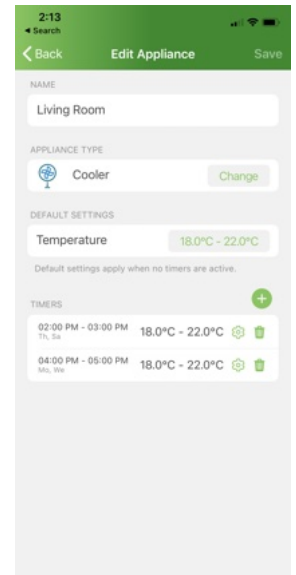 2:13
◀ Search
Back Edit Appliance Save
NAME
Living Room
APPLIANCE TYPE
Cooler Change
DEFAULT SETTINGS
Temperature 18.0°C - 22.0°C
Default settings apply when no timers are active.
TIMERS
02:00 PM - 03:00 PM 18.0°C - 22.0°C
Th, Sa
04:00 PM - 05:00 PM 18.0°C - 22.0°C
Mo, We